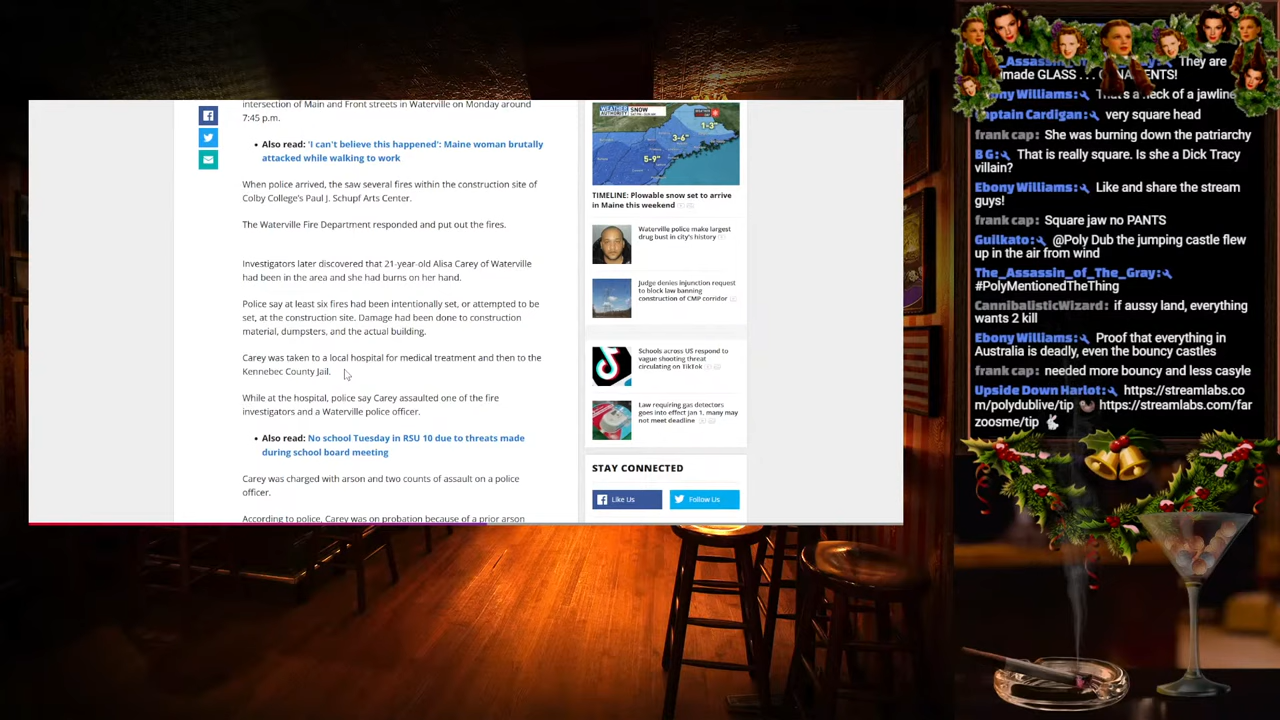 intersection of Main and Front streets in Waterville on Monday around
7:45 p.m.
• Also read: 'I can't believe this happened': Maine woman brutally
attacked while walking to work
When police arrived, the saw several fires within the construction site of
Colby College's Paul J. Schupf Arts Center.
The Waterville Fire Department responded and put out the fires.
Investigators later discovered that 21-year-old Alisa Carey of Waterville
had been in the area and she had burns on her hand.
Police say at least six fires had been intentionally set, or attempted to be
set, at the construction site. Damage had been done to construction
material, dumpsters, and the actual building.
Carey was taken to a local hospital for medical treatment and then to the
Kennebec County Jail.
While at the hospital, police say Carey assaulted one of the fire
investigators and a Waterville police officer.
• Also read: No school Tuesday in RSU 10 due to threats made
during school board meeting
Carey was charged with arson and two counts of assault on a police
officer.
According to police, Carey was on probation because of a prior arson
SNOW
1-3"
3-6"
5-9"
TIMELINE: Plowable snow set to arrive
in Maine this weekend
Waterville police make largest
drug bust in city's history
Judge denies injunction request
to block law banning
construction of CMP corridor
Schools across US respond to
vague shooting threat
circulating on TikTok
Law requiring gas detectors
goes into effect Jan 1, many may
not meet deadline
STAY CONNECTED
Like Us
Follow Us
They are
made GLASS . . .
Ebony Williams: That's a heck of a jawline
Captain Cardigan: very square head
frank cap: She was burning down the patriarchy
B G: That is really square. Is she a Dick Tracy
villain?
Ebony Williams: Like and share the stream
guys!
frank cap: Square jaw no PANTS
Guilkato: @Poly Dub the jumping castle flew
up in the air from wind
The_Assassin_of_The_Gray:
#PolyMentionedTheThing
CannibalisticWizard: if aussy land, everything
wants 2 kill
Ebony Williams: Proof that everything in
Australia is deadly, even the bouncy castles
frank cap: needed more bouncy and less casyle
Upside Down Harlot: https://streamlabs.co
m/polydublive/tip https://streamlabs.com/far
zoosme/tip